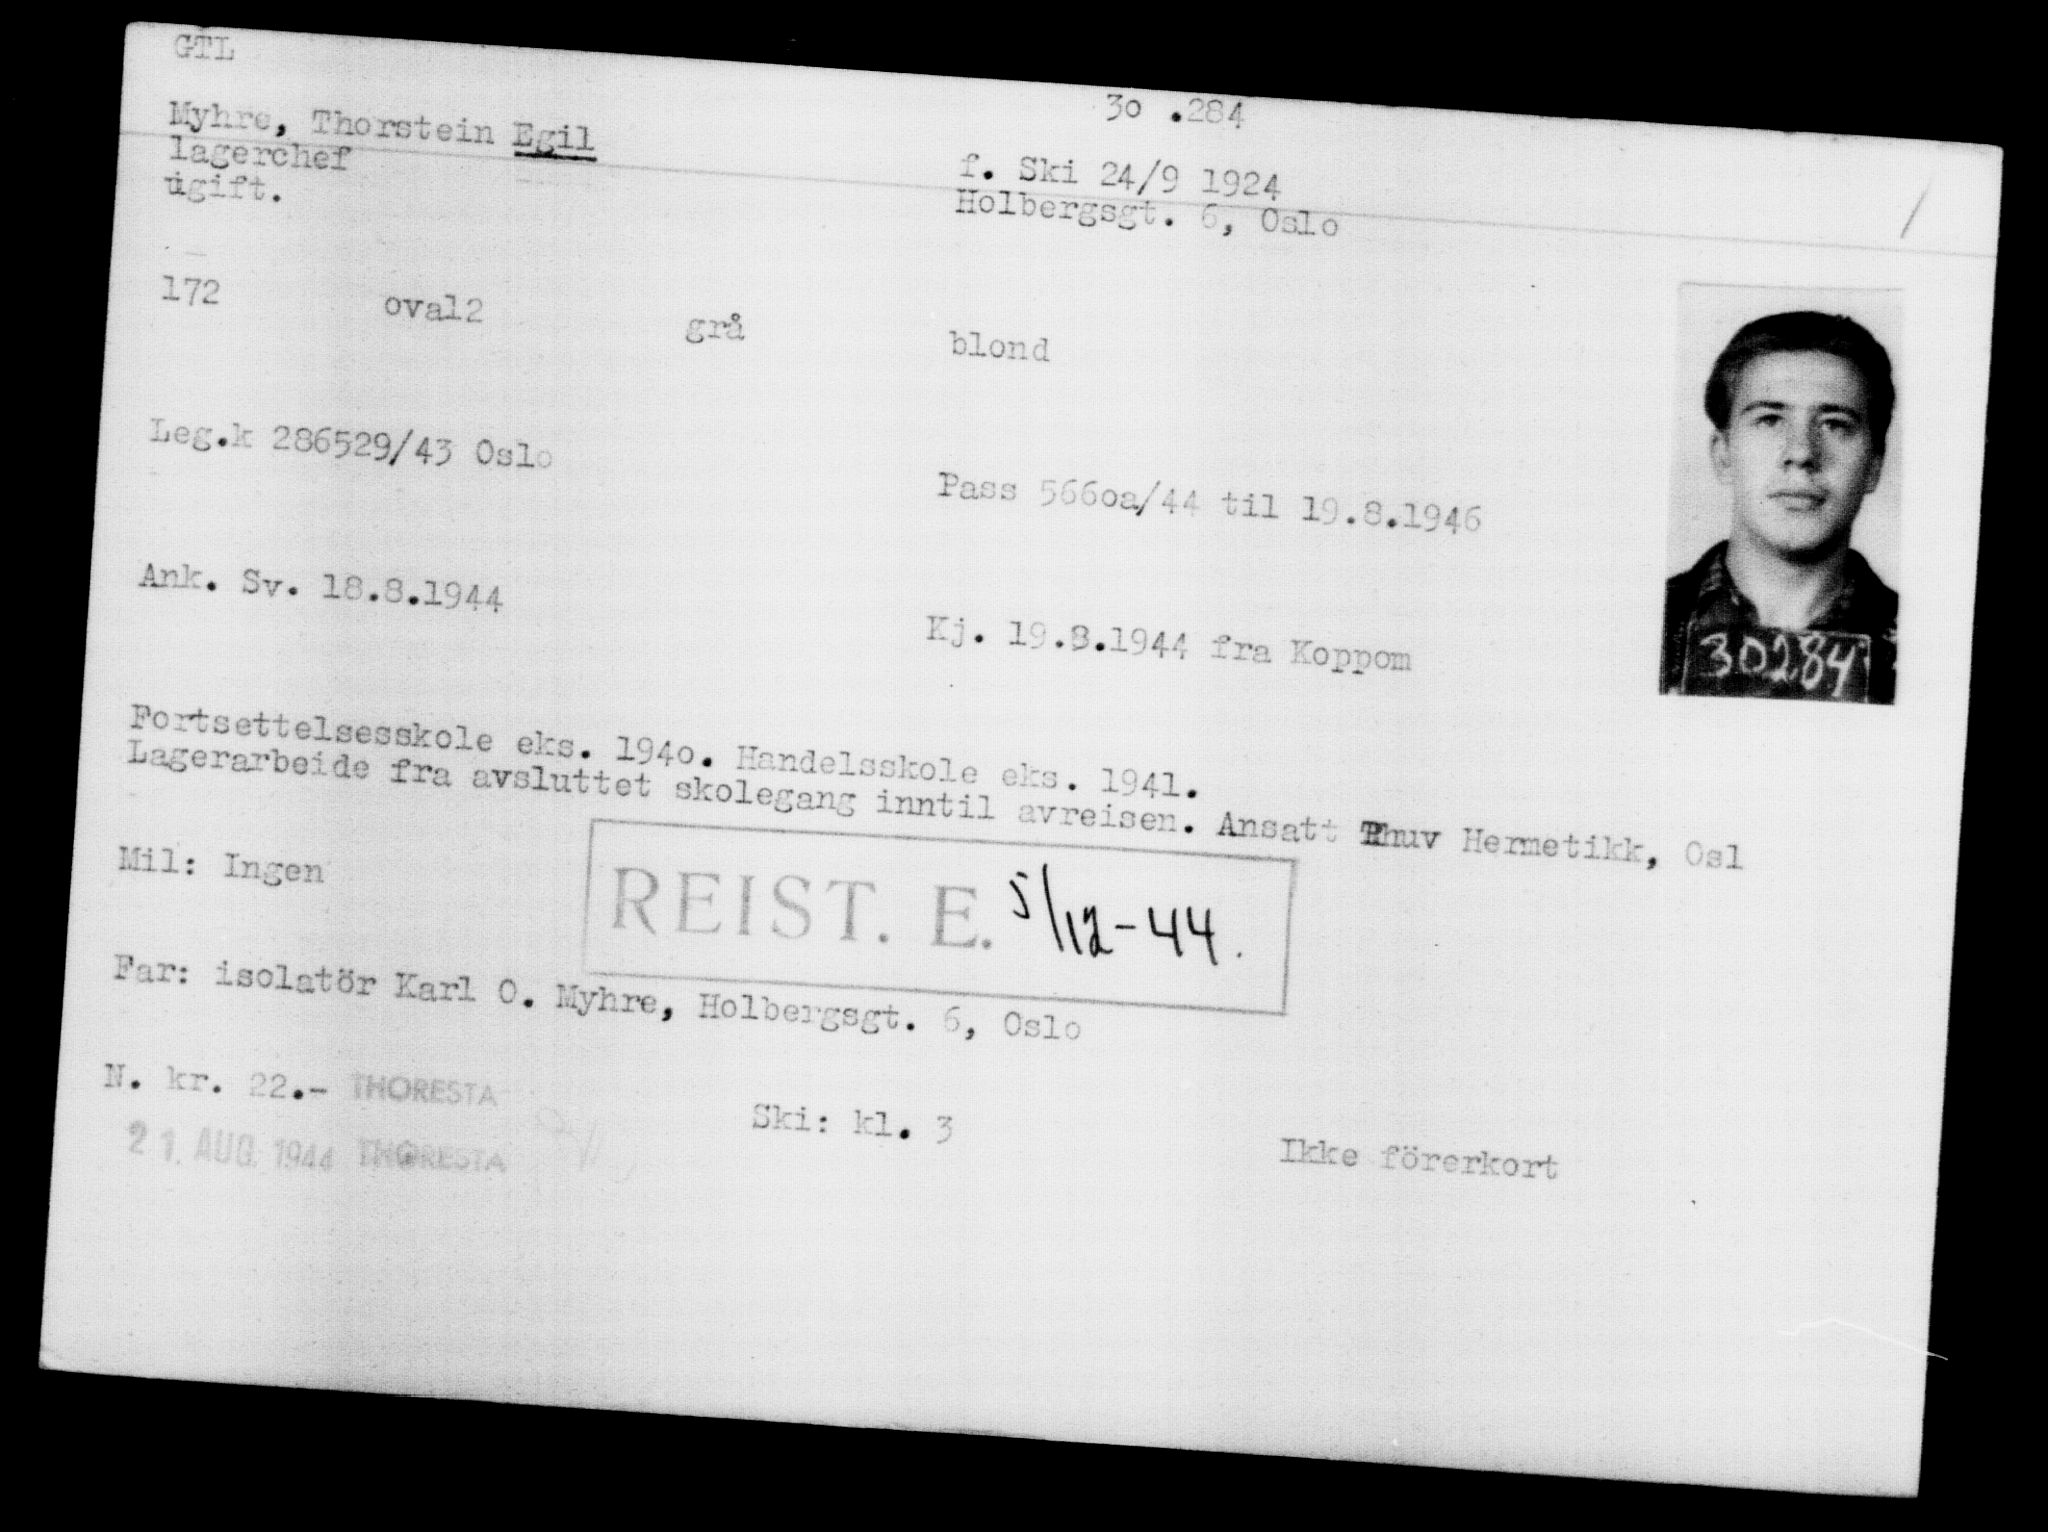 GTL
30 .284
Myhre, Thorstein Egil
f. Ski 24/9 1924
lagerchef
Holbergsgt. 6, Oslo
ugift.
172 oval2 grå blond
Leg.k 286529/43 Oslo
Pass 5660a/44 til 19.8.1946
Ank. Sv. 18.8.1944
Kj. 19.8.1944 fra Koppom
30284
Fortsettelsesskole eks. 1940. Handelsskole eks. 1941.
Lagerarbeide fra avsluttet skolegang inntil avreisen. Ansatt Thuv Hermetikk, Osl
Mil: Ingen
REIST. E. 5/12-44.
Far: isolatör Karl O. Myhre, Holbergsgt. 6, Oslo
N. kr. 22.- THORESTA
Ski: kl. 3
Ikke förerkort
21. AUG 1944 THORESTA